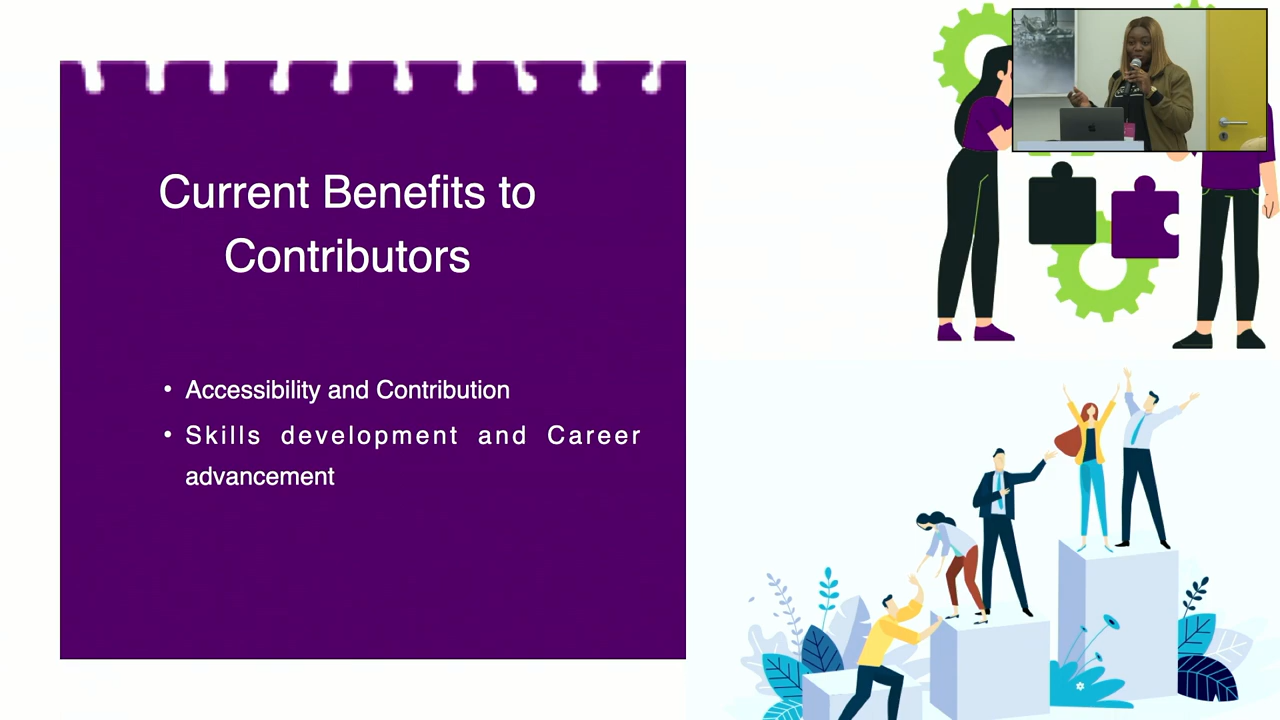 Current Benefits to
Contributors
• Accessibility and Contribution
• Skills development and Career
advancement